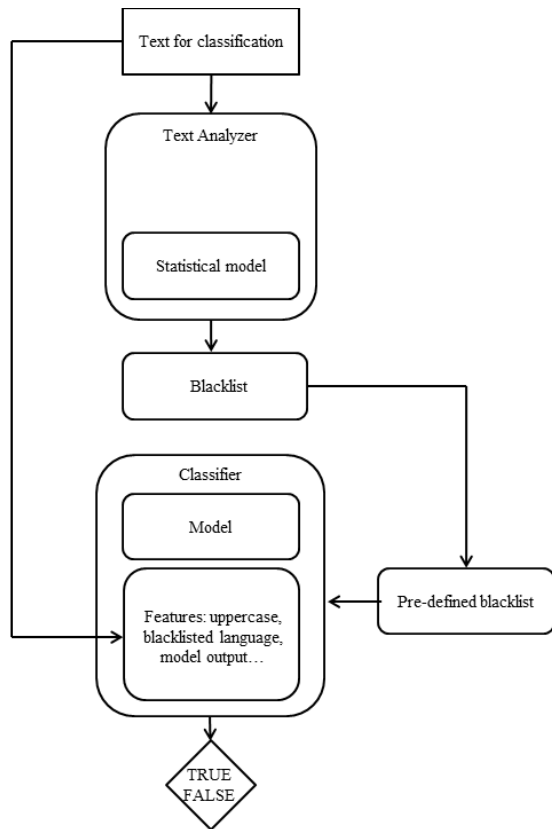 Text for classification
Text Analyzer
Statistical model
Blacklist
Classifier
Model
Features: uppercase,
blacklisted language,
model output…
Pre-defined blacklist
TRUE
FALSE